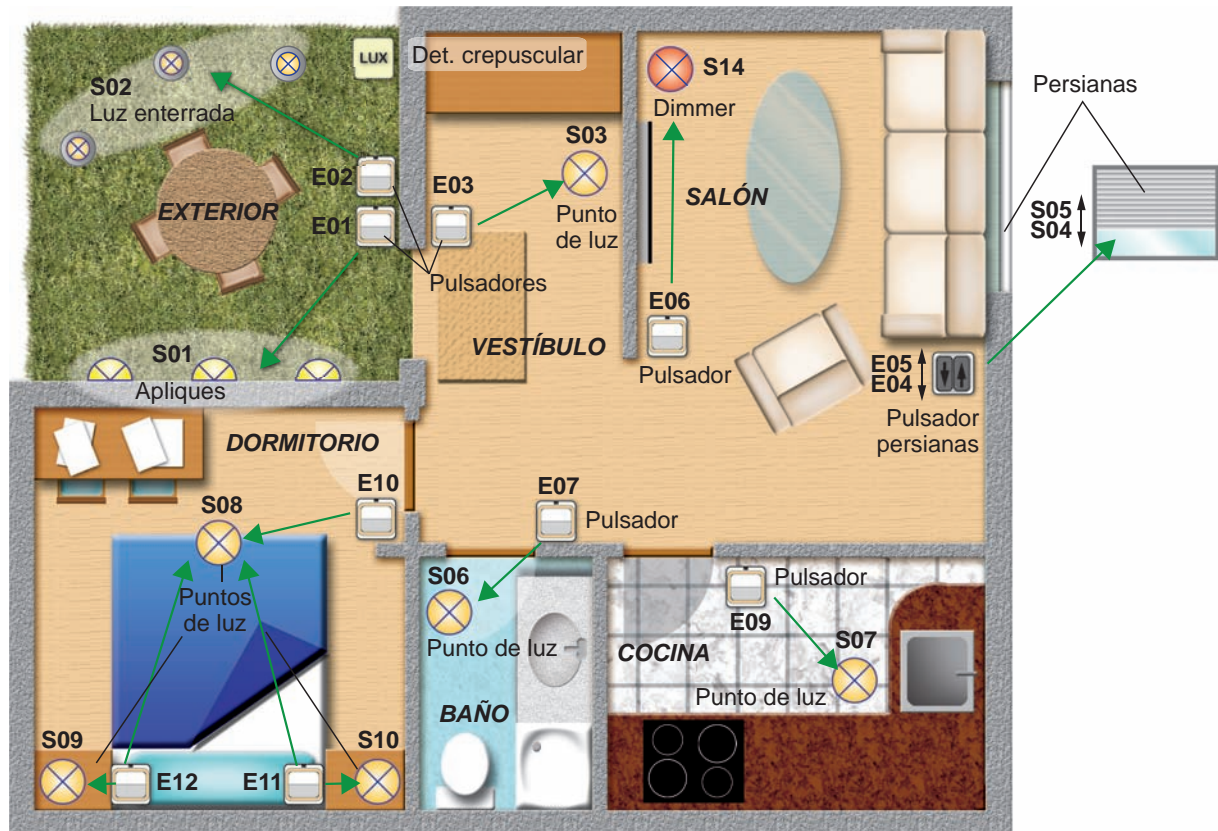 S02
Luz enterrada
LUX
Det. crepuscular
S14
Dimmer
Persianas
E02
E01
EXTERIOR
E03
S03
Punto
de luz
SALÓN
S05
S04
Pulsadores
E06
Pulsador
VESTÍBULO
S01
Apliques
E05
E04
Pulsador
persianas
DORMITORIO
E10
E07
Pulsador
S08
Puntos
de luz
S06
Punto de luz
Pulsador
E09
COCINA
S07
Punto de luz
BAÑO
S09
E12
E11
S10